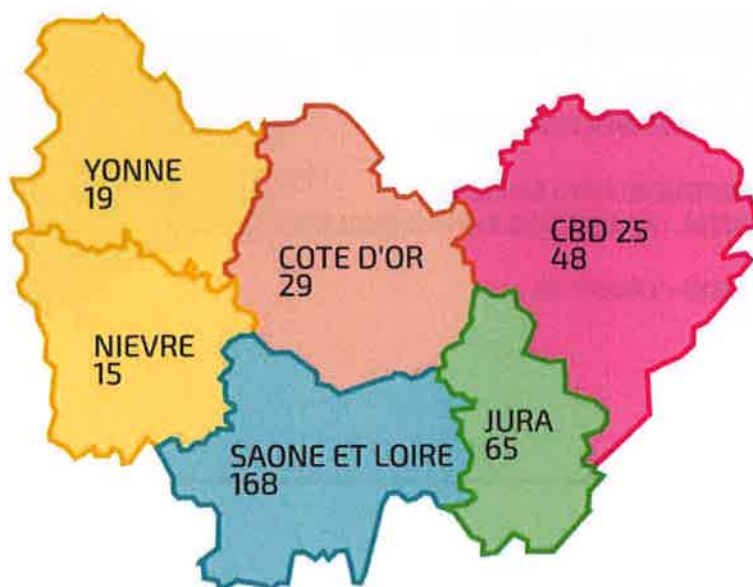 YONNE
19
COTE D'OR
29
CBD 25
48
NIEVRE
15
SAONE ET LOIRE
168
JURA
65